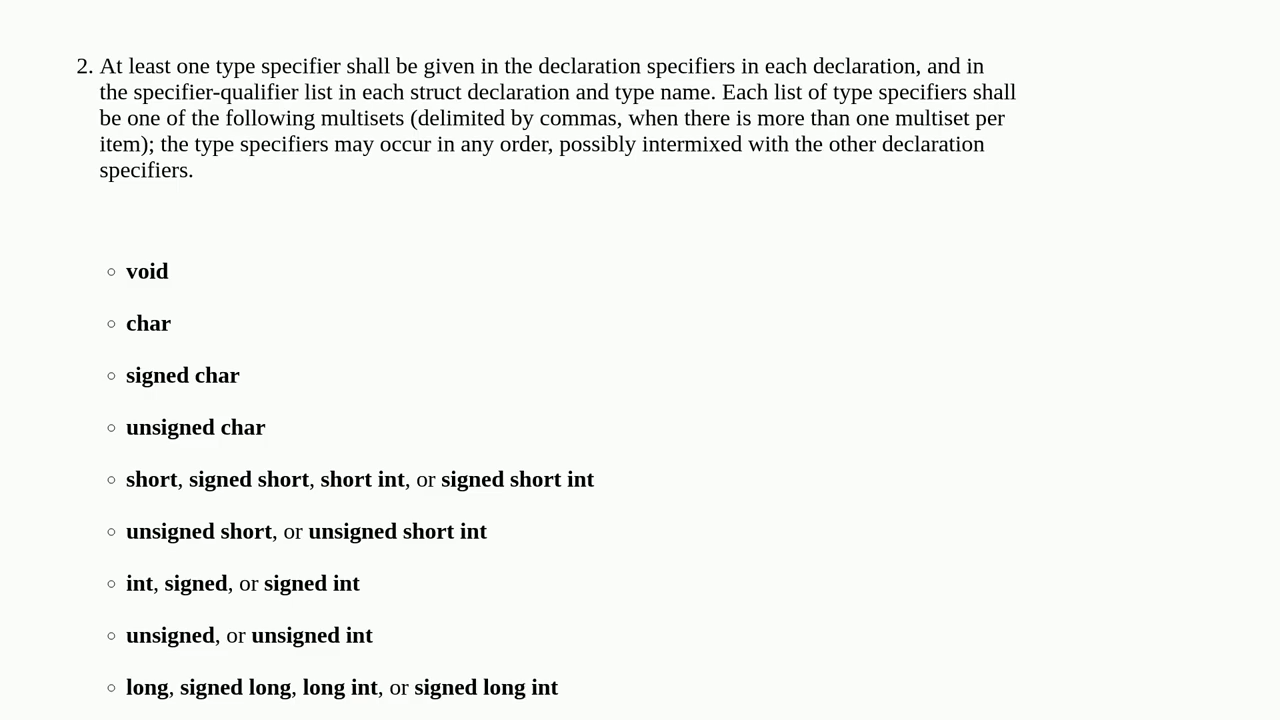 2. At least one type specifier shall be given in the declaration specifiers in each declaration, and in
the specifier-qualifier list in each struct declaration and type name. Each list of type specifiers shall
be one of the following multisets (delimited by commas, when there is more than one multiset per
item); the type specifiers may occur in any order, possibly intermixed with the other declaration
specifiers.
void
char
signed char
unsigned char
short, signed short, short int, or signed short int
unsigned short, or unsigned short int
int, signed, or signed int
unsigned, or unsigned int
long, signed long, long int, or signed long int